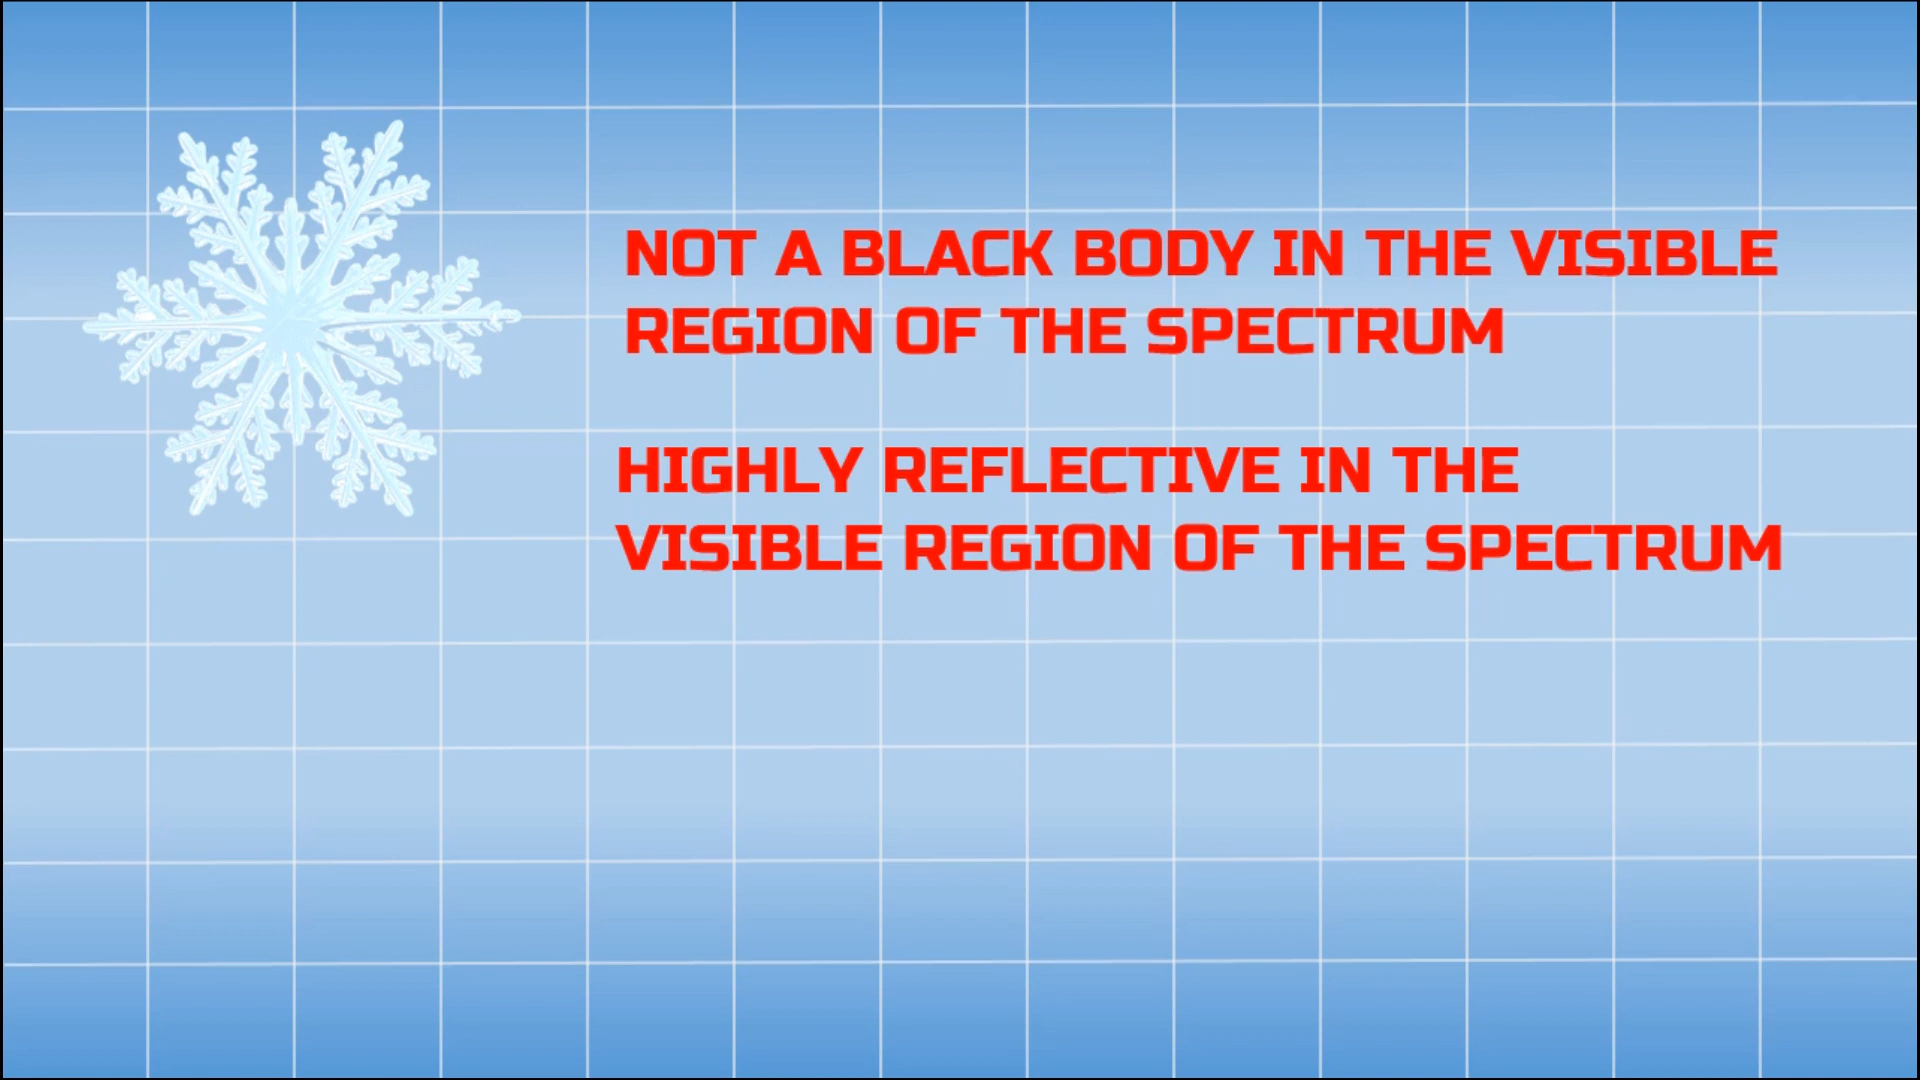 NOT A BLACK BODY IN THE VISIBLE
REGION OF THE SPECTRUM
HIGHLY REFLECTIVE IN THE
VISIBLE REGION OF THE SPECTRUM